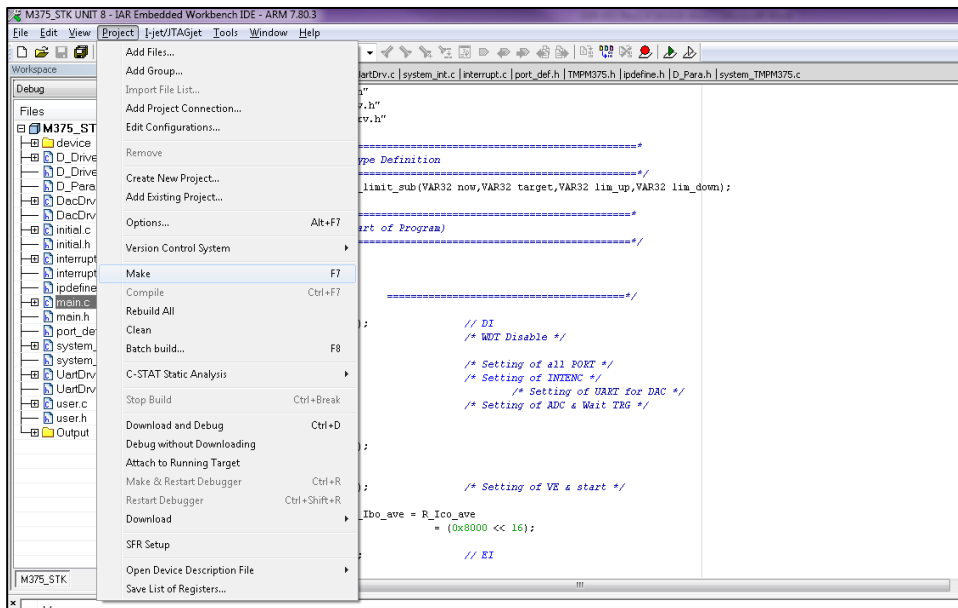 M375_STK UNIT 8 - IAR Embedded Workbench IDE - ARM 7.80.3
File Edit View Project I-jet/JTAGjet Tools Window Help
Workspace
Debug
Files
M375_ST
device
D_Drive
D_Drive
D_Para
DacDrv
DacDrv
initial.c
initial.h
interrupt
interrupt
ipdefine
main.c
main.h
port_de
system_
system_
UartDrv
UartDrv
user.c
user.h
Output
M375_STK
Add Files...
Add Group...
Import File List...
Add Project Connection...
Edit Configurations...
Remove
Create New Project...
Add Existing Project...
Options... Alt+F7
Version Control System
Make F7
Compile Ctrl+F7
Rebuild All
Clean
Batch build... F8
C-STAT Static Analysis
Stop Build Ctrl+Break
Download and Debug Ctrl+D
Debug without Downloading
Attach to Running Target
Make & Restart Debugger Ctrl+R
Restart Debugger Ctrl+Shift+R
Download
SFR Setup
Open Device Description File
Save List of Registers...
artDrv.c | system_int.c | interrupt.c | port_def.h | TMPM375.h | ipdefine.h | D_Para.h | system_TMPM375.c
h"
v.h"
rv.h"
===============================================*
ype Definition
===============================================*/
_limit_sub(VAR32 now,VAR32 target,VAR32 lim_up,VAR32 lim_down);
==============================================*
art of Program)
==============================================*/
========================================*/
); // DI
/* WDT Disable */
/* Setting of all PORT */
/* Setting of INTENC */
/* Setting of UART for DAC */
/* Setting of ADC & Wait TRG */
);
); /* Setting of VE & start */
_Ibo_ave = R_Ico_ave
= (0x8000 << 16);
; // EI